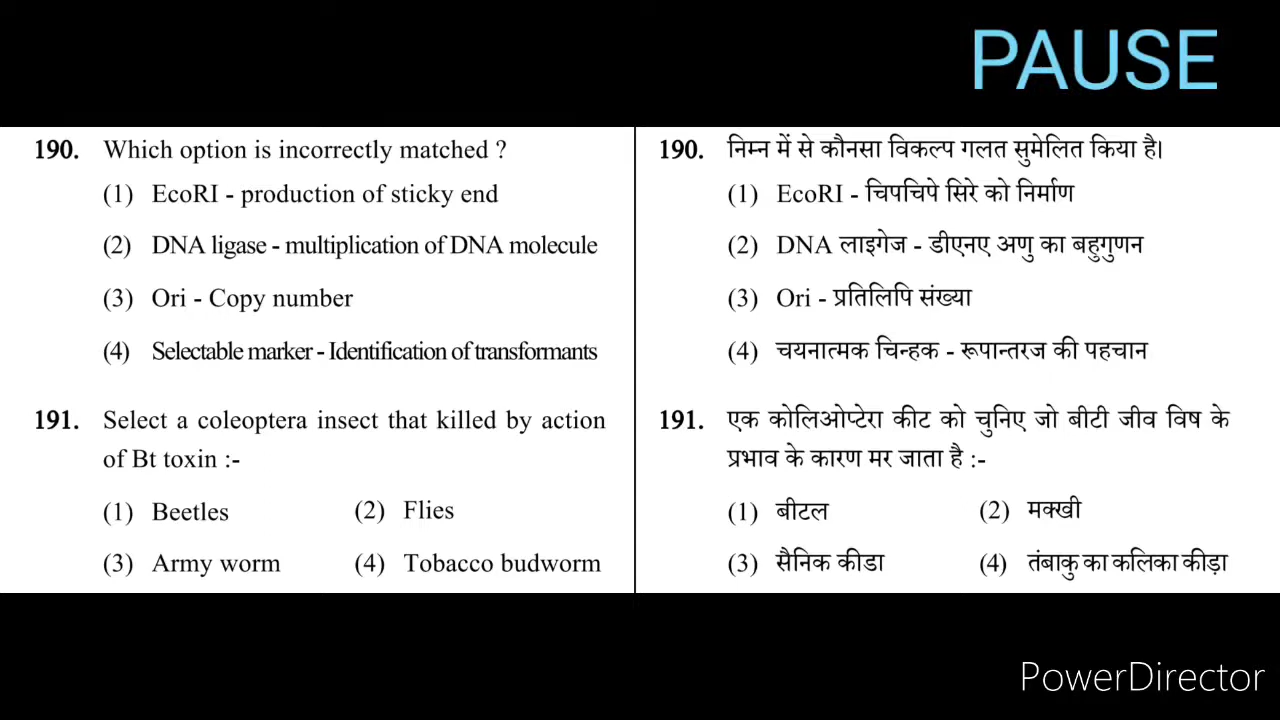 PAUSE
190. Which option is incorrectly matched ?
(1) EcoRI - production of sticky end
(2) DNA ligase - multiplication of DNA molecule
(3) Ori - Copy number
(4) Selectable marker - Identification of transformants
191. Select a coleoptera insect that killed by action
of Bt toxin :-
(1) Beetles (2) Flies
(3) Army worm (4) Tobacco budworm
190. निम्न में से कौनसा विकल्प गलत सुमेलित किया है।
(1) EcoRI - चिपचिपे सिरे को निर्माण
(2) DNA लाइगेज - डीएनए अणु का बहुगुणन
(3) Ori - प्रतिलिपि संख्या
(4) चयनात्मक चिन्हक - रूपान्तरज की पहचान
191. एक कोलिओप्टेरा कीट को चुनिए जो बीटी जीव विष के
प्रभाव के कारण मर जाता है :-
(1) बीटल (2) मक्खी
(3) सैनिक कीडा (4) तंबाकु का कलिका कीड़ा
PowerDirector